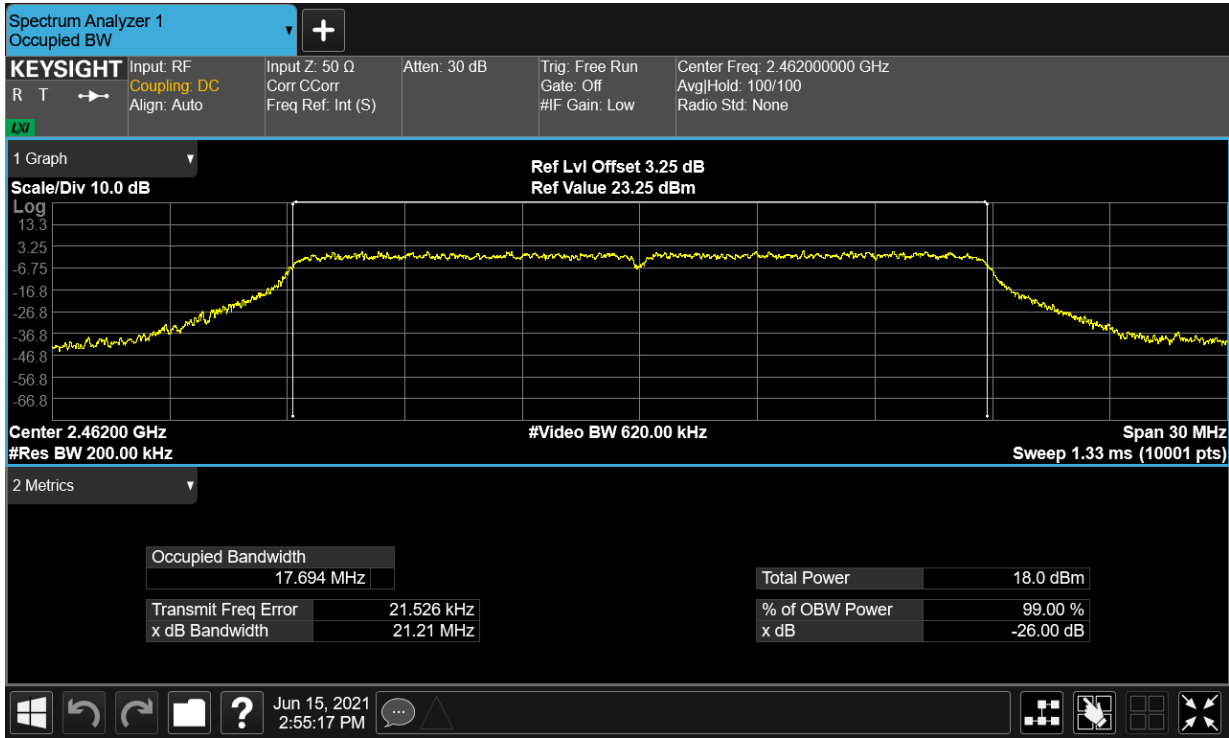 Spectrum Analyzer 1
Occupied BW
KEYSIGHT
R T
LXI
Input: RF
Coupling: DC
Align: Auto
Input Z: 50 Ω
Corr CCorr
Freq Ref: Int (S)
Atten: 30 dB
Trig: Free Run
Gate: Off
#IF Gain: Low
Center Freq: 2.462000000 GHz
Avg|Hold: 100/100
Radio Std: None
1 Graph
Scale/Div 10.0 dB
Ref Lvl Offset 3.25 dB
Ref Value 23.25 dBm
Log
13.3
3.25
-6.75
-16.8
-26.8
-36.8
-46.8
-56.8
-66.8
Center 2.46200 GHz
#Video BW 620.00 kHz
Span 30 MHz
#Res BW 200.00 kHz
Sweep 1.33 ms (10001 pts)
2 Metrics
Occupied Bandwidth
17.694 MHz
Transmit Freq Error 21.526 kHz
x dB Bandwidth 21.21 MHz
Total Power 18.0 dBm
% of OBW Power 99.00 %
x dB -26.00 dB
?
Jun 15, 2021
2:55:17 PM